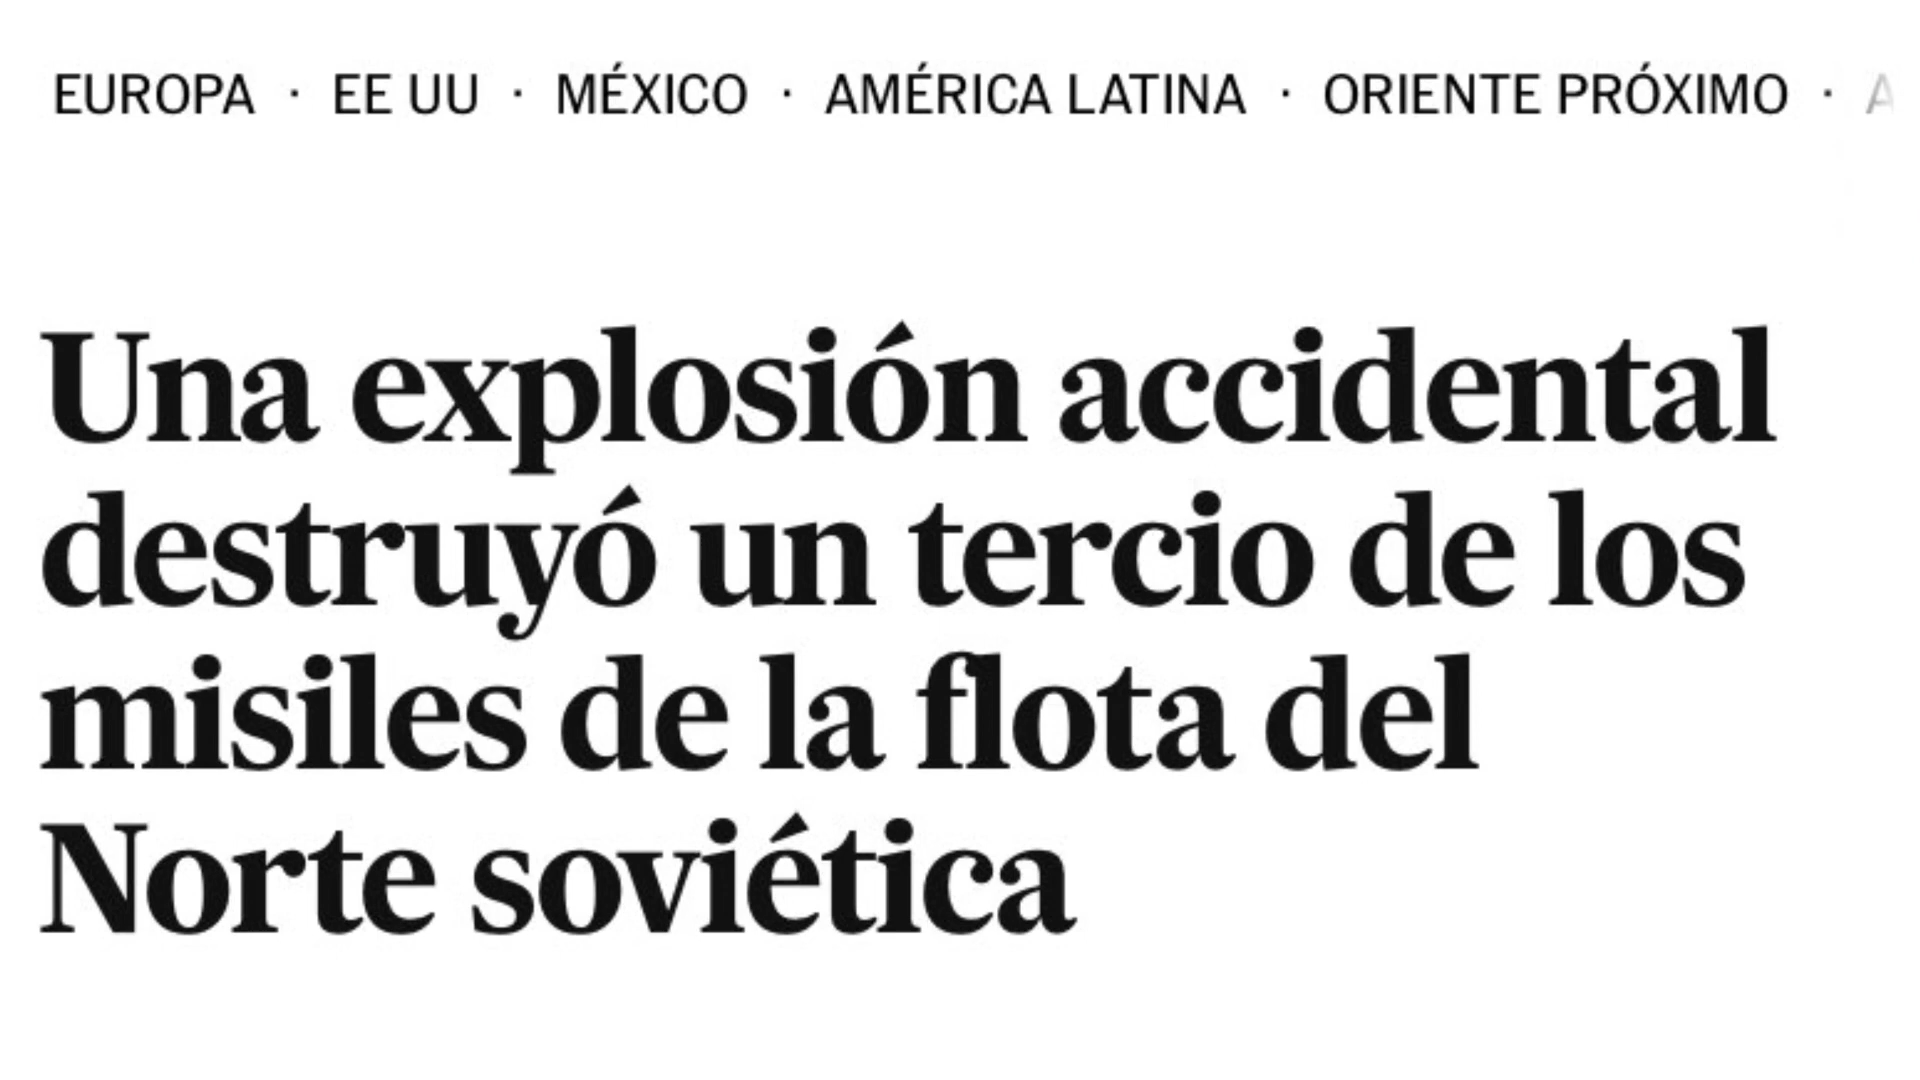 EUROPA · EE UU · MÉXICO · AMÉRICA LATINA · ORIENTE PRÓXIMO ·
Una explosión accidental
destruyó un tercio de los
misiles de la flota del
Norte soviética